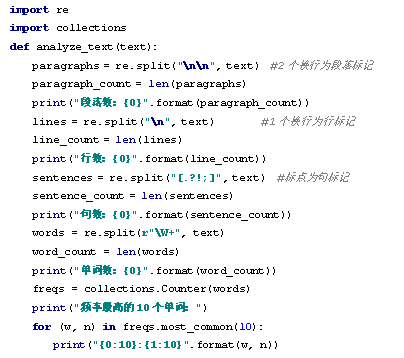 import re
import collections
def analyze_text(text):
paragraphs = re.split("\n\n", text) #2 个换行为段落标记
paragraph_count = len(paragraphs)
print("段落数：{0}".format(paragraph_count))
lines = re.split("\n", text) #1 个换行为行标记
line_count = len(lines)
print("行数：{0}".format(line_count))
sentences = re.split("[.?!;]", text) #标点为句标记
sentence_count = len(sentences)
print("句数：{0}".format(sentence_count))
words = re.split(r"\W+", text)
word_count = len(words)
print("单词数：{0}".format(word_count))
freqs = collections.Counter(words)
print("频率最高的 10 个单词：")
for (w, n) in freqs.most_common(10):
print("{0:10}:{1:10}".format(w, n))